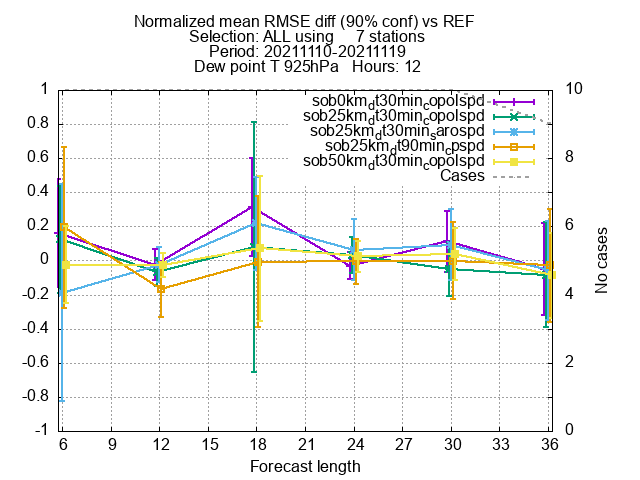 Normalized mean RMSE diff (90% conf) vs REF
Selection: ALL using 7 stations
Period: 20211110-20211119
Dew point T 925hPa Hours: 12
sob0km_dt30min_copolspd
sob25km_dt30min_copolspd
sob25km_dt30min_sarospd
sob25km_dt90min_cpspd
sob50km_dt30min_copolspd
Cases
1
0.8
0.6
0.4
0.2
0
-0.2
-0.4
-0.6
-0.8
-1
10
8
6
4
2
0
No cases
6 9 12 15 18 21 24 27 30 33 36
Forecast length